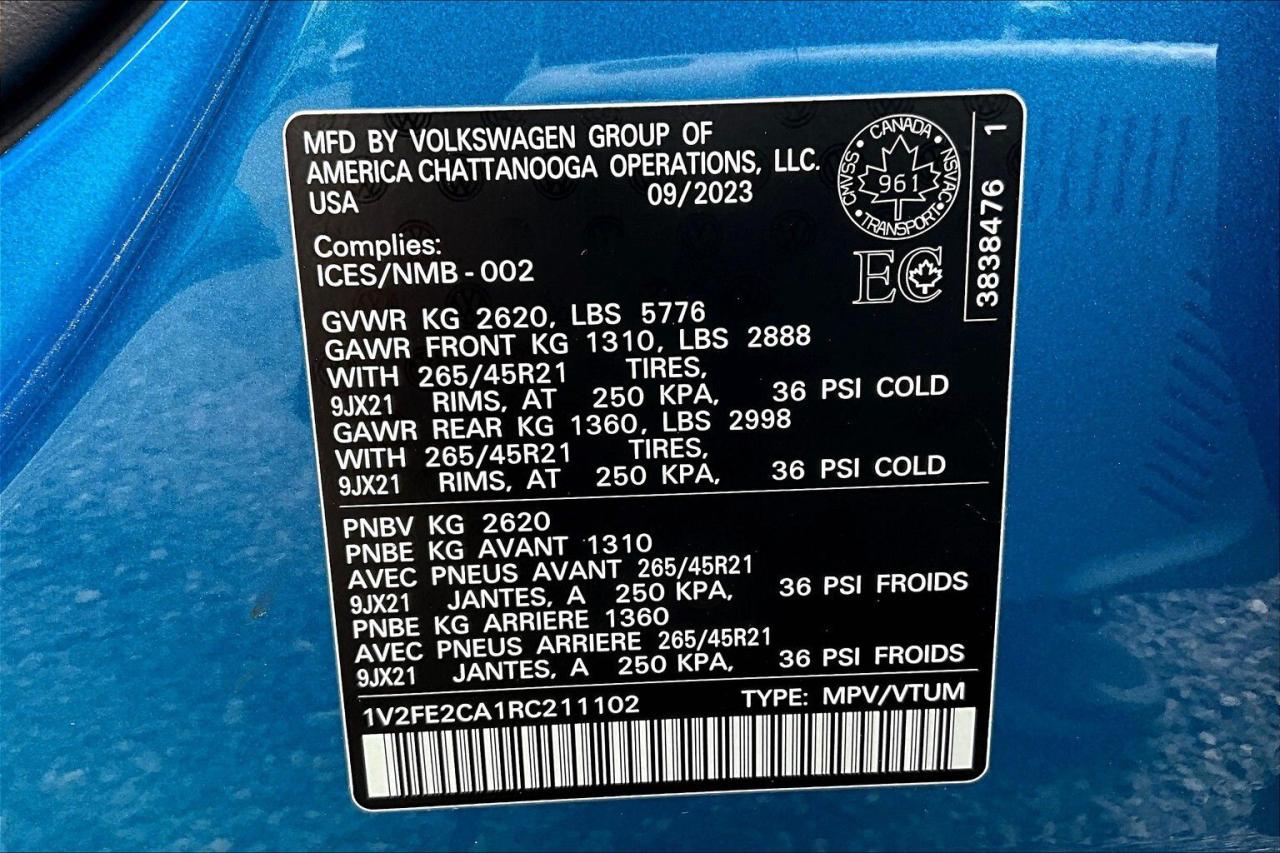 MFD BY VOLKSWAGEN GROUP OF
AMERICA CHATTANOOGA OPERATIONS, LLC.
USA 09/2023
CANADA
CMVSS 961 NSVAC
TRANSPORT
EC
3838476 1
Complies:
ICES/NMB-002
GVWR KG 2620, LBS 5776
GAWR FRONT KG 1310, LBS 2888
WITH 265/45R21 TIRES,
9JX21 RIMS, AT 250 KPA, 36 PSI COLD
GAWR REAR KG 1360, LBS 2998
WITH 265/45R21 TIRES,
9JX21 RIMS, AT 250 KPA, 36 PSI COLD
PNBV KG 2620
PNBE KG AVANT 1310
AVEC PNEUS AVANT 265/45R21
9JX21 JANTES, A 250 KPA, 36 PSI FROIDS
PNBE KG ARRIERE 1360
AVEC PNEUS ARRIERE 265/45R21
9JX21 JANTES, A 250 KPA, 36 PSI FROIDS
1V2FE2CA1RC211102 TYPE: MPV/VTUM